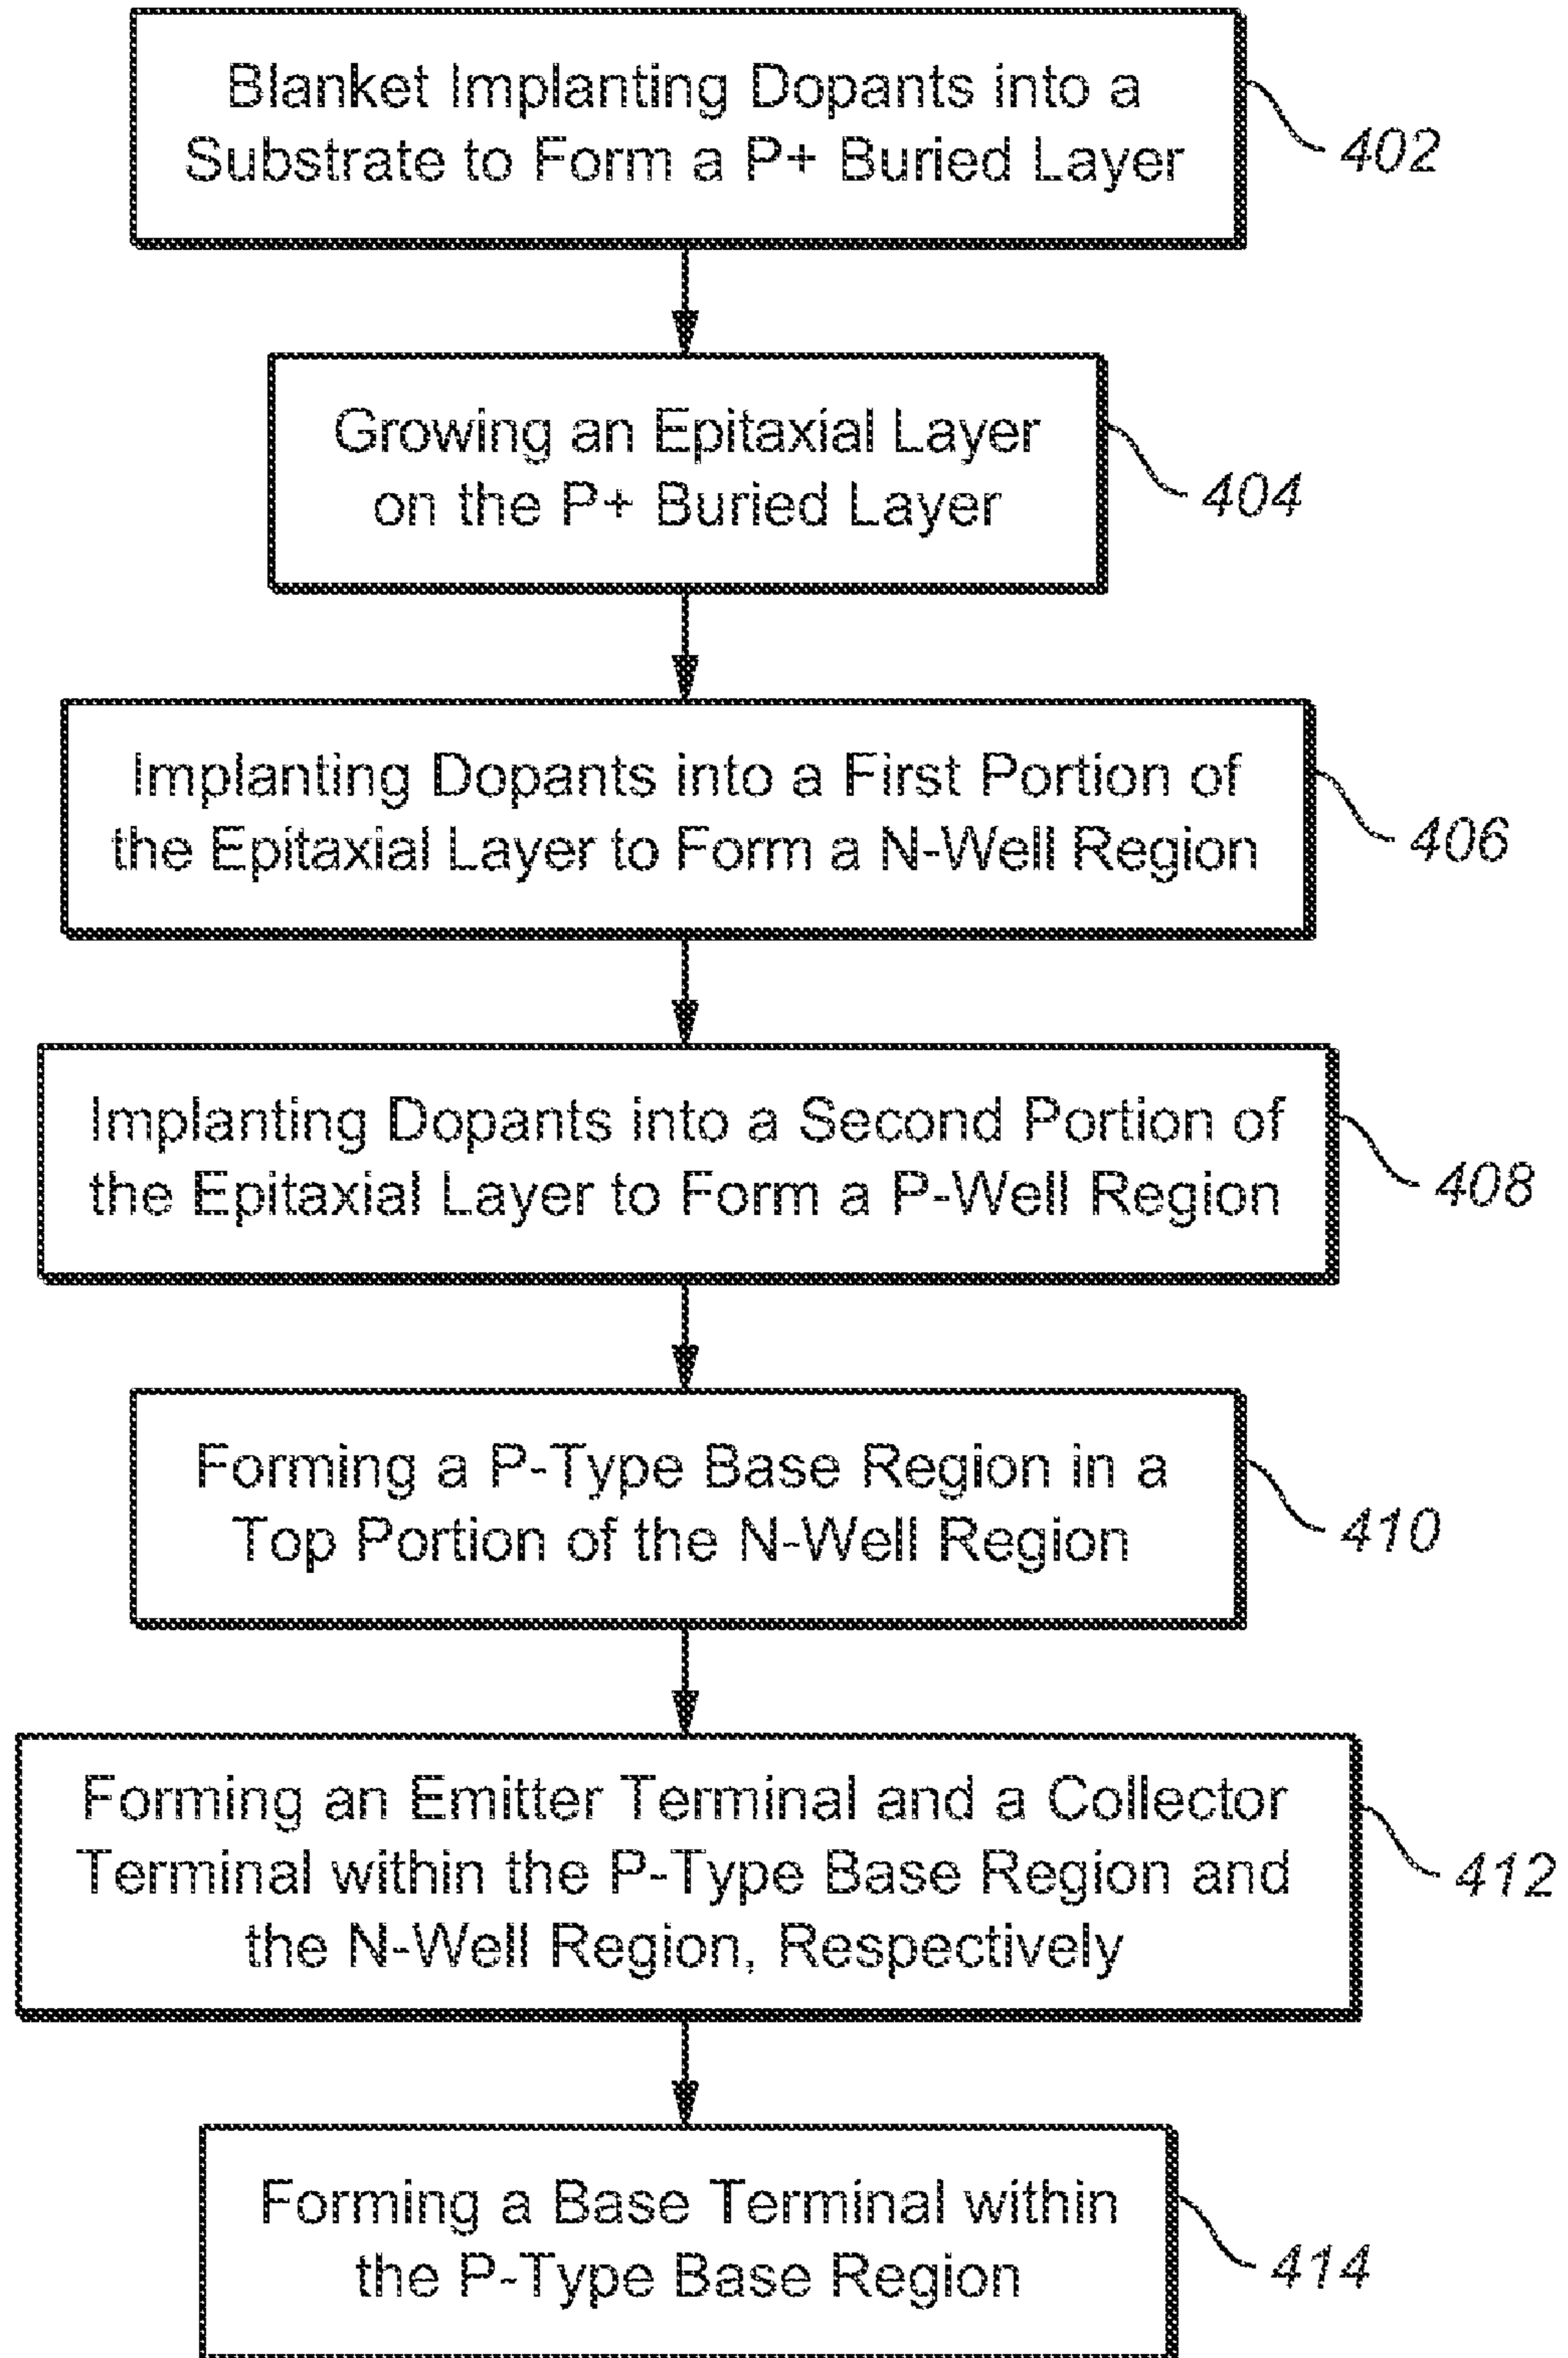 Blanket Implanting Dopants into a
Substrate to Form a P+ Buried Layer
402
Growing an Epitaxial Layer
on the P+ Buried Layer
404
Implanting Dopants into a First Portion of
the Epitaxial Layer to Form a N-Well Region
406
Implanting Dopants into a Second Portion of
the Epitaxial Layer to Form a P-Well Region
408
Forming a P-Type Base Region in a
Top Portion of the N-Well Region
410
Forming an Emitter Terminal and a Collector
Terminal within the P-Type Base Region and
the N-Well Region, Respectively
412
Forming a Base Terminal within
the P-Type Base Region
414